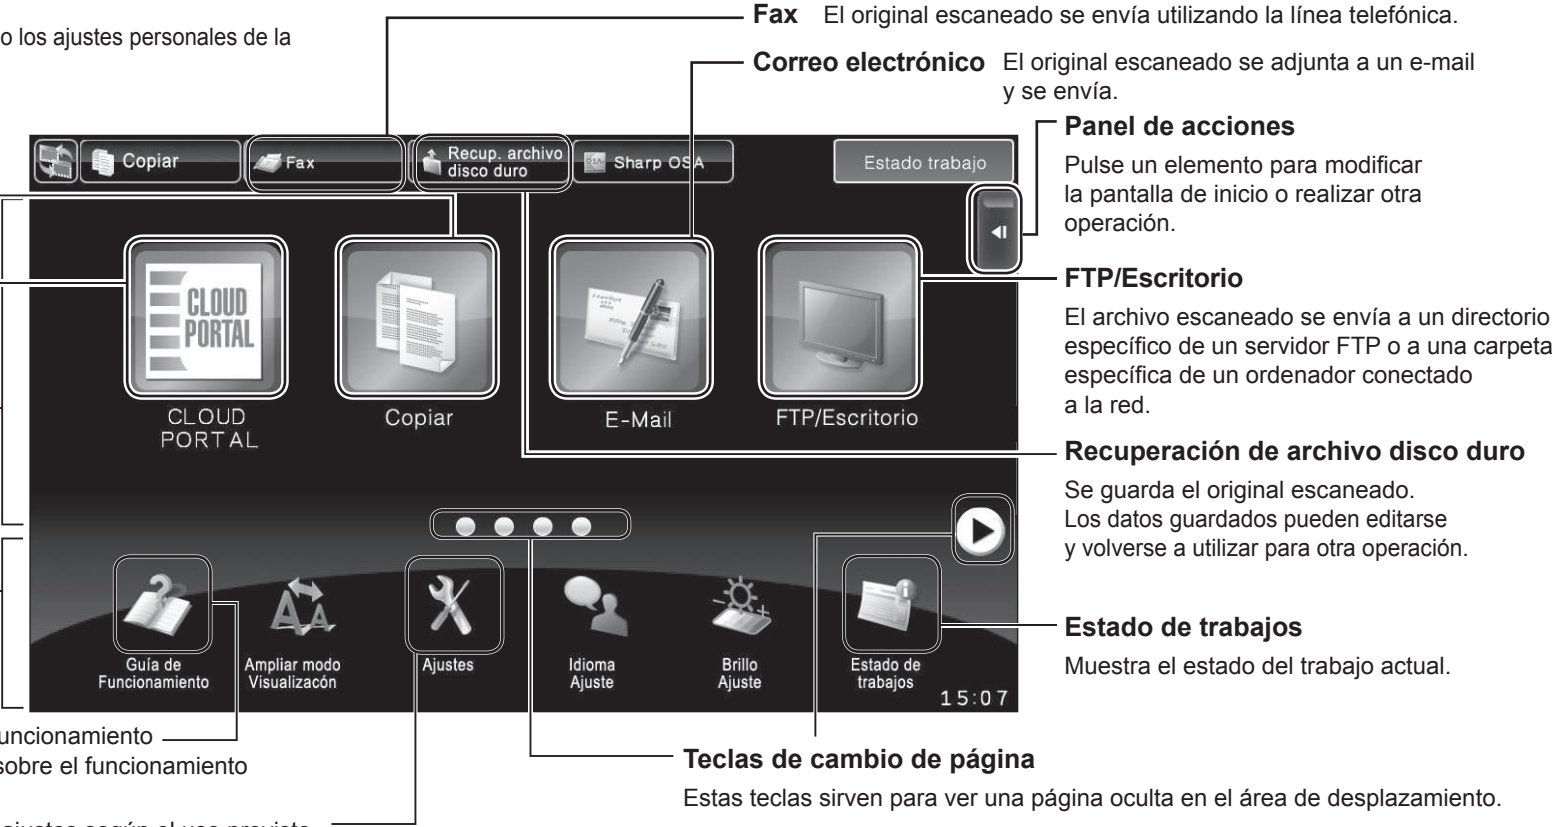 Fax El original escaneado se envía utilizando la línea telefónica.
o los ajustes personales de la
Correo electrónico El original escaneado se adjunta a un e-mail
y se envía.
Panel de acciones
Pulse un elemento para modificar
la pantalla de inicio o realizar otra
operación.
Copiar
Fax
Recup. archivo
disco duro
Sharp OSA
Estado trabajo
FTP/Escritorio
El archivo escaneado se envía a un directorio
específico de un servidor FTP o a una carpeta
específica de un ordenador conectado
a la red.
CLOUD
PORTAL
CLOUD
PORTAL
Copiar
E-Mail
FTP/Escritorio
Recuperación de archivo disco duro
Se guarda el original escaneado.
Los datos guardados pueden editarse
y volverse a utilizar para otra operación.
Guía de
Funcionamiento
Ampliar modo
Visualizacón
Ajustes
Idioma
Ajuste
Brillo
Ajuste
Estado de
trabajos
15:07
Estado de trabajos
Muestra el estado del trabajo actual.
uncionamiento
sobre el funcionamiento
Teclas de cambio de página
Estas teclas sirven para ver una página oculta en el área de desplazamiento.